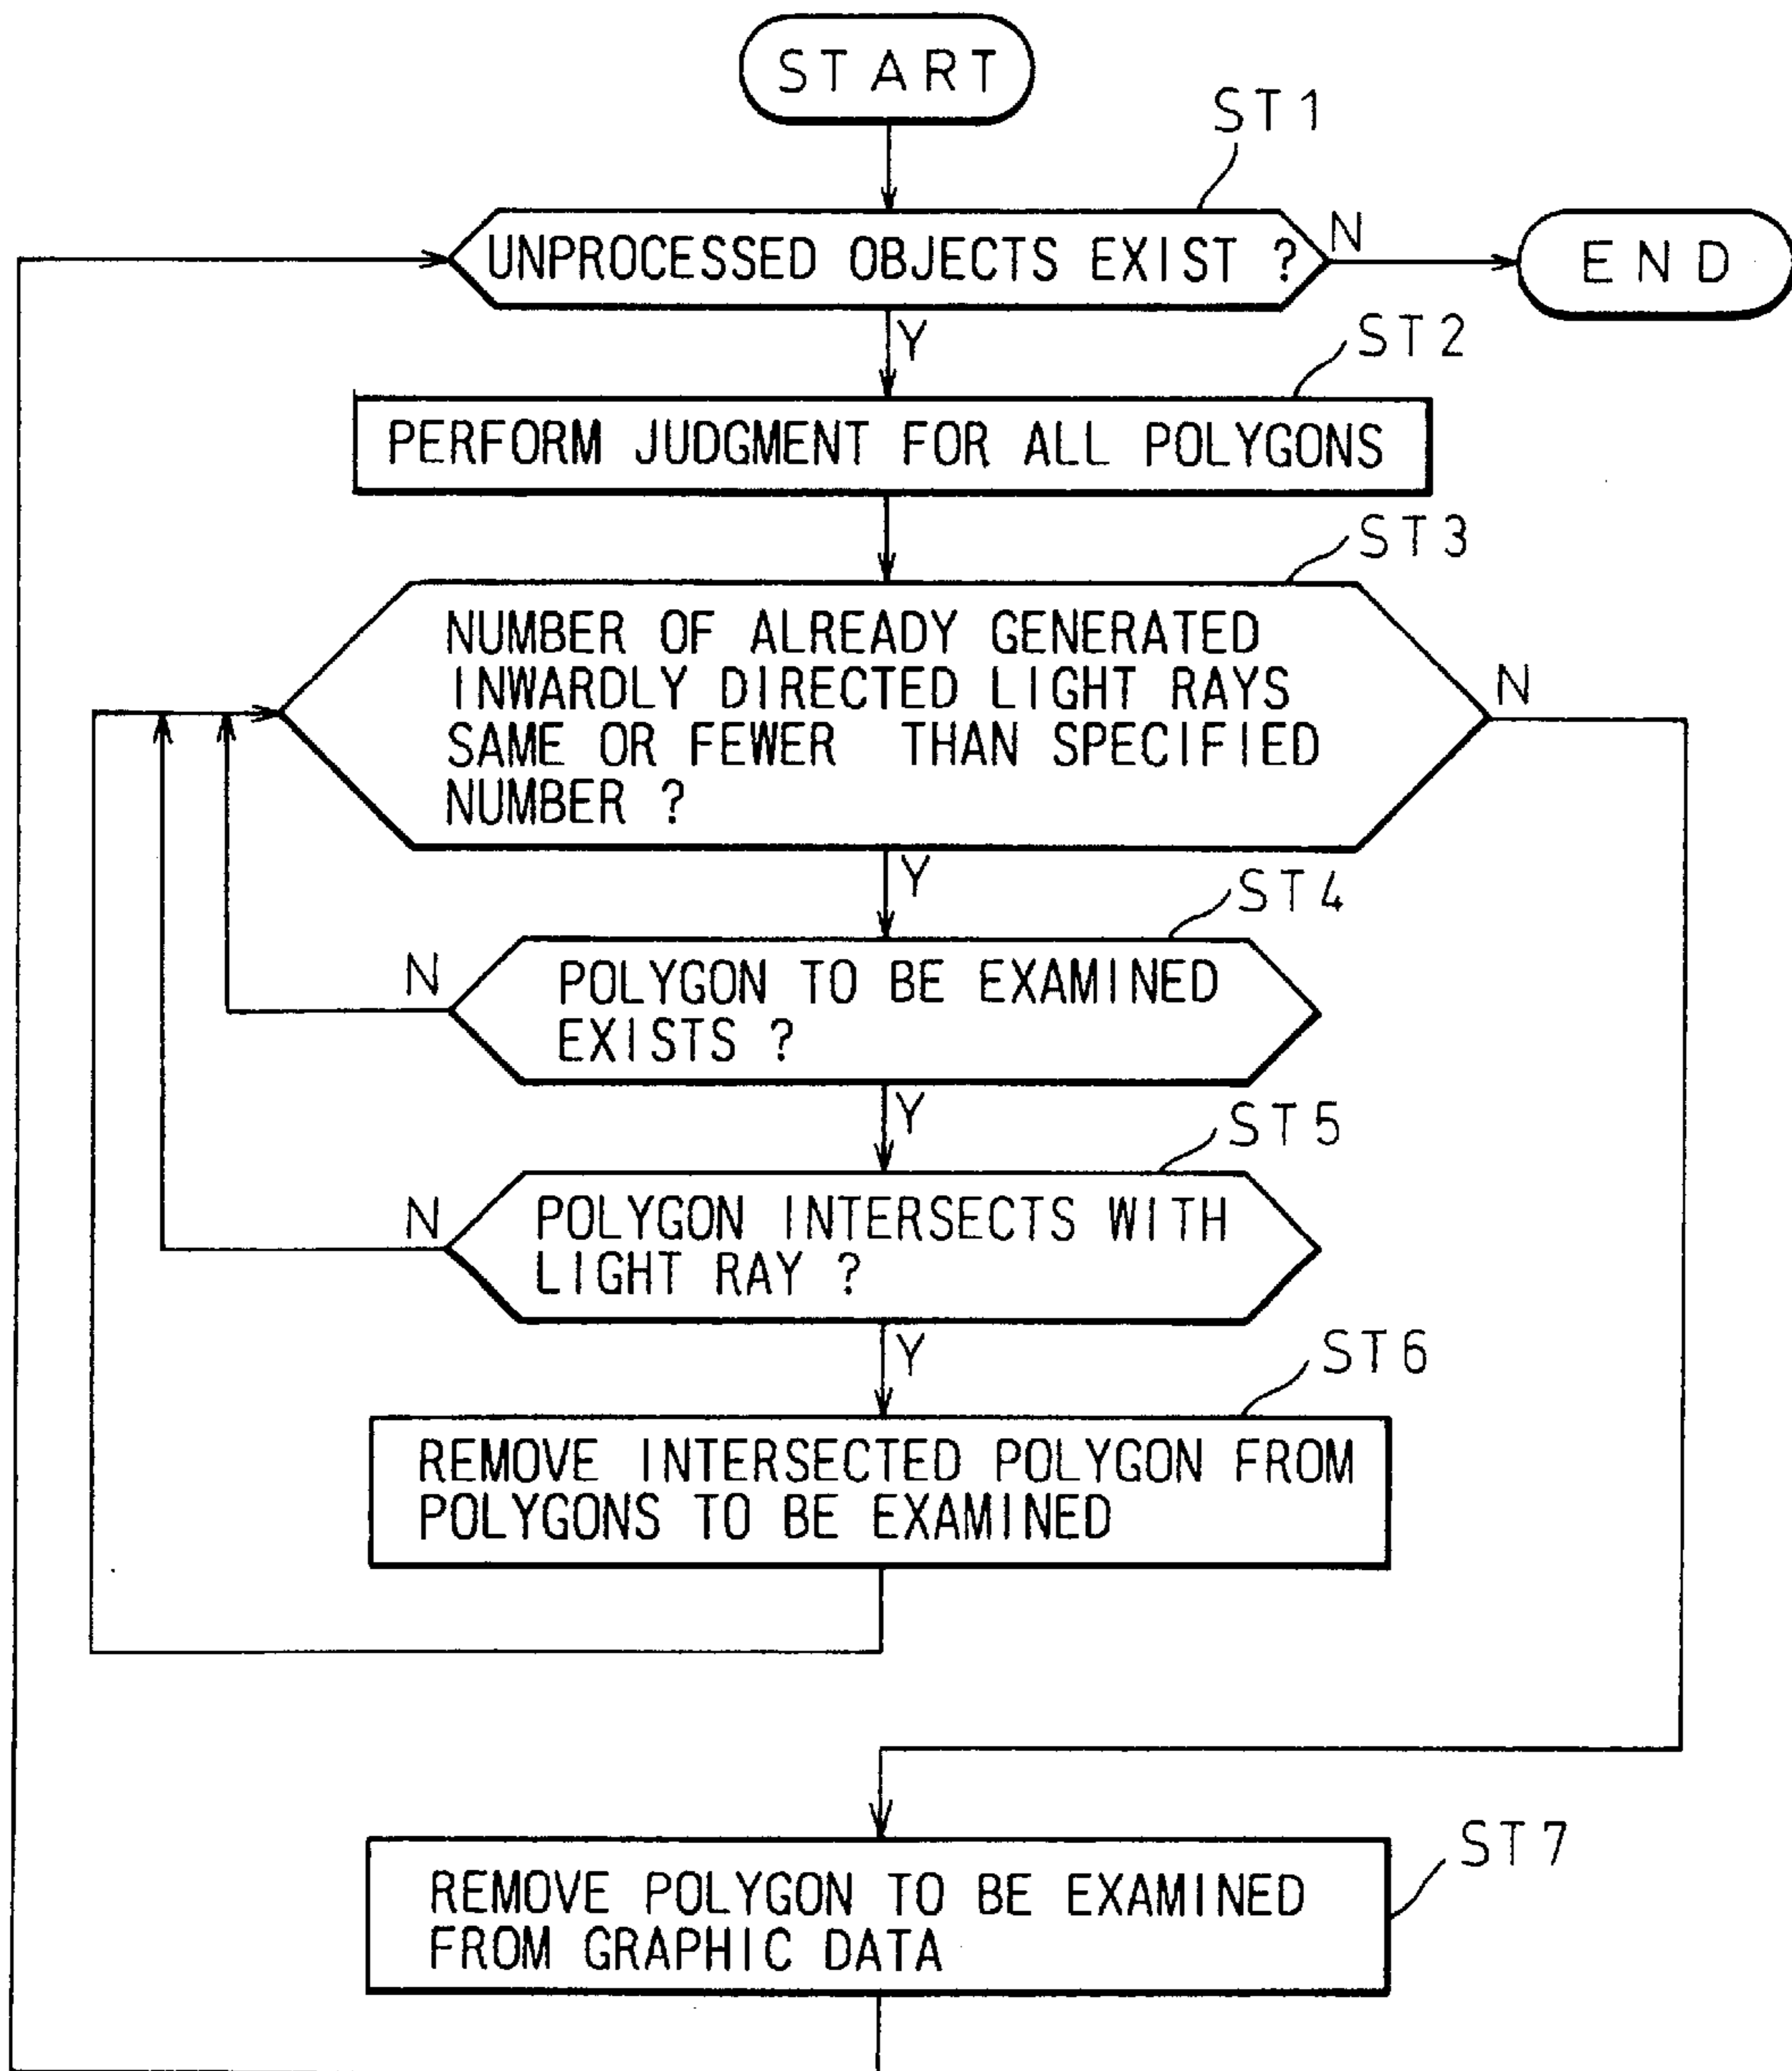 START
ST1
UNPROCESSED OBJECTS EXIST ?
N
END
Y
ST2
PERFORM JUDGMENT FOR ALL POLYGONS
ST3
NUMBER OF ALREADY GENERATED
INWARDLY DIRECTED LIGHT RAYS
SAME OR FEWER THAN SPECIFIED
NUMBER ?
N
Y
ST4
N
POLYGON TO BE EXAMINED
EXISTS ?
Y
ST5
N
POLYGON INTERSECTS WITH
LIGHT RAY ?
Y
ST6
REMOVE INTERSECTED POLYGON FROM
POLYGONS TO BE EXAMINED
ST7
REMOVE POLYGON TO BE EXAMINED
FROM GRAPHIC DATA